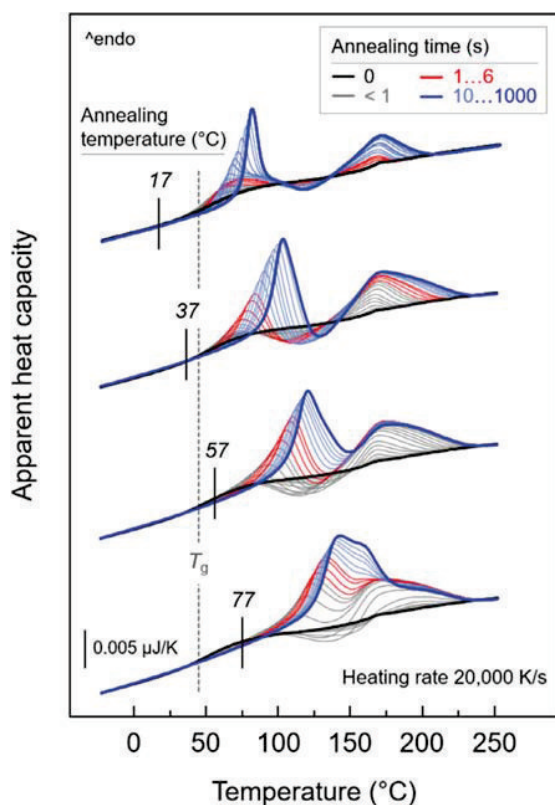 ^endo
Annealing time (s)
0 1...6
< 1 10...1000
Annealing
temperature (°C)
17
37
57
Tg
77
0.005 µJ/K
Heating rate 20,000 K/s
Apparent heat capacity
0 50 100 150 200 250
Temperature (°C)